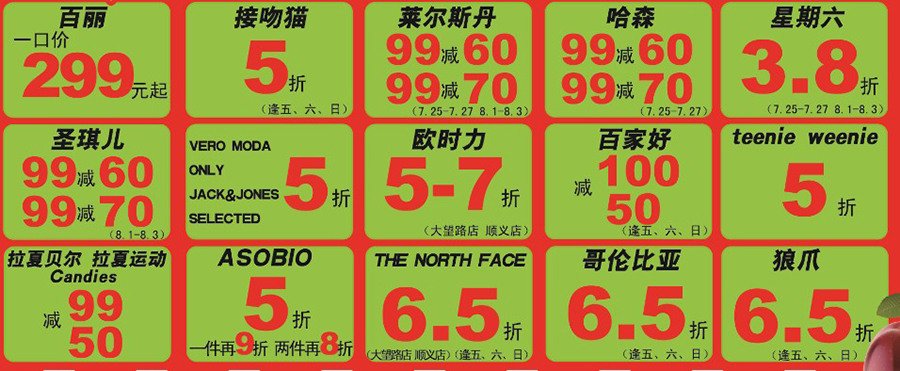 百丽
一口价
299元起
接吻猫
5折
(逢五、六、日)
莱尔斯丹
99减60
99减70
(7.25-7.27 8.1-8.3)
哈森
99减60
99减70
(7.25-7.27)
星期六
3.8折
(7.25-7.27 8.1-8.3)
圣琪儿
99减60
99减70
(8.1-8.3)
VERO MODA
ONLY
JACK&JONES
SELECTED
5折
欧时力
5-7折
(大望路店 顺义店)
百家好
100减50
(逢五、六、日)
teenie weenie
5折
拉夏贝尔 拉夏运动
Candies
99减50
ASOBIO
5折
一件再9折 两件再8折
THE NORTH FACE
6.5折
(大望路店 顺义店)(逢五、六、日)
哥伦比亚
6.5折
(逢五、六、日)
狼爪
6.5折
(逢五、六、日)